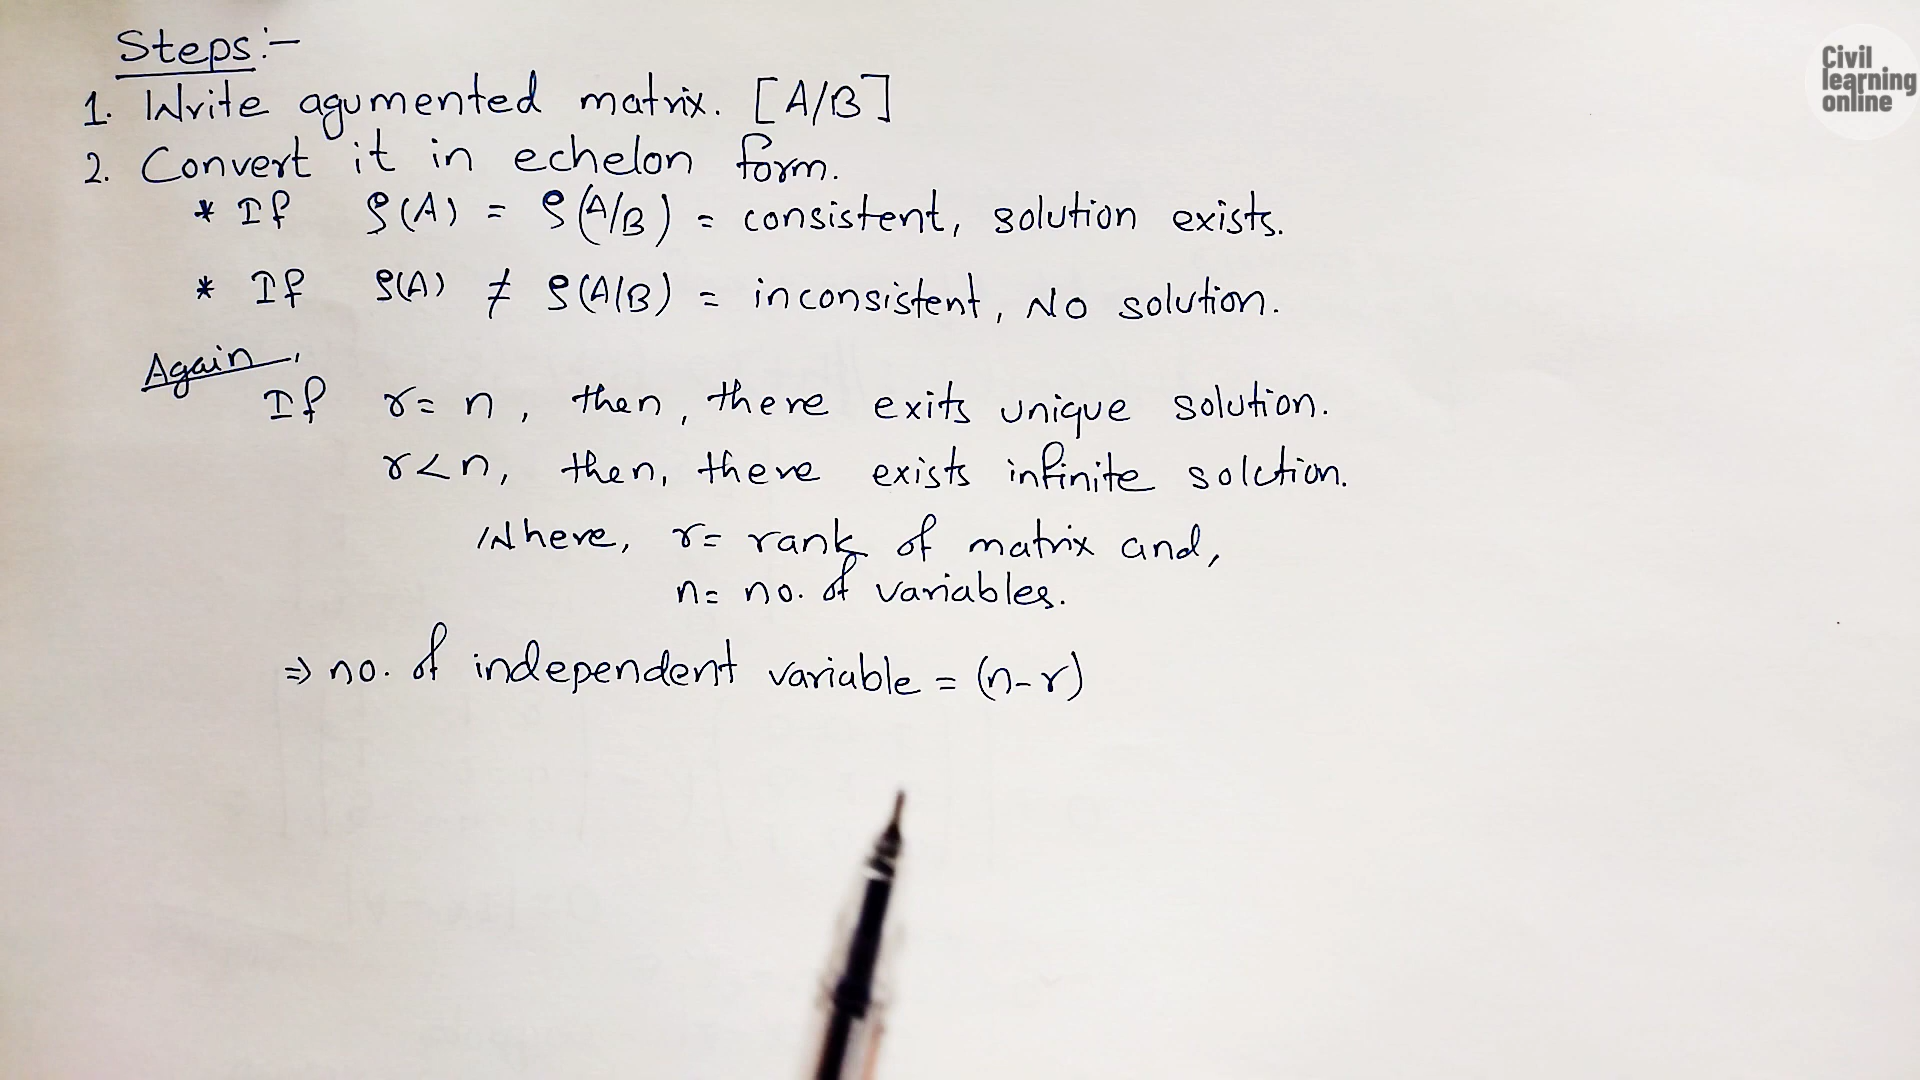 Steps:-
1. Write agumented matrix. [A/B]
2. Convert it in echelon form.
* If ρ(A) = ρ(A/B) = consistent, solution exists.
* If ρ(A) ≠ ρ(A/B) = inconsistent, No solution.
Again,
If r = n, then, there exits unique solution.
r < n, then, there exists infinite solction.
Where, r = rank of matrix and,
n = no. of variables.
⇒ no. of independent variable = (n-r)
Civil
learning
online